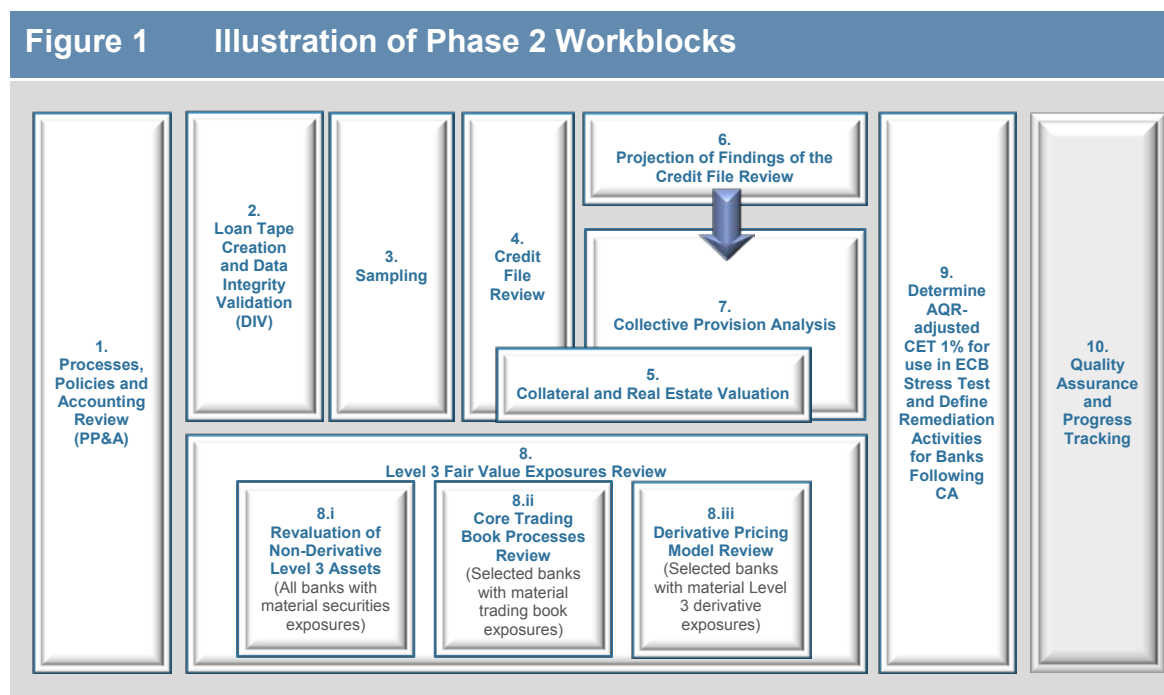 Figure 1 Illustration of Phase 2 Workblocks
1.
Processes,
Policies and
Accounting
Review
(PP&A)
2.
Loan Tape
Creation
and Data
Integrity
Validation
(DIV)
3.
Sampling
4.
Credit
File
Review
6.
Projection of Findings of the
Credit File Review
7.
Collective Provision Analysis
5.
Collateral and Real Estate Valuation
8.
Level 3 Fair Value Exposures Review
8.i
Revaluation of
Non-Derivative
Level 3 Assets
(All banks with
material securities
exposures)
8.ii
Core Trading
Book Processes
Review
(Selected banks
with material
trading book
exposures)
8.iii
Derivative Pricing
Model Review
(Selected banks
with material Level
3 derivative
exposures)
9.
Determine
AQR-
adjusted
CET 1% for
use in ECB
Stress Test
and Define
Remediation
Activities
for Banks
Following
CA
10.
Quality
Assurance
and
Progress
Tracking